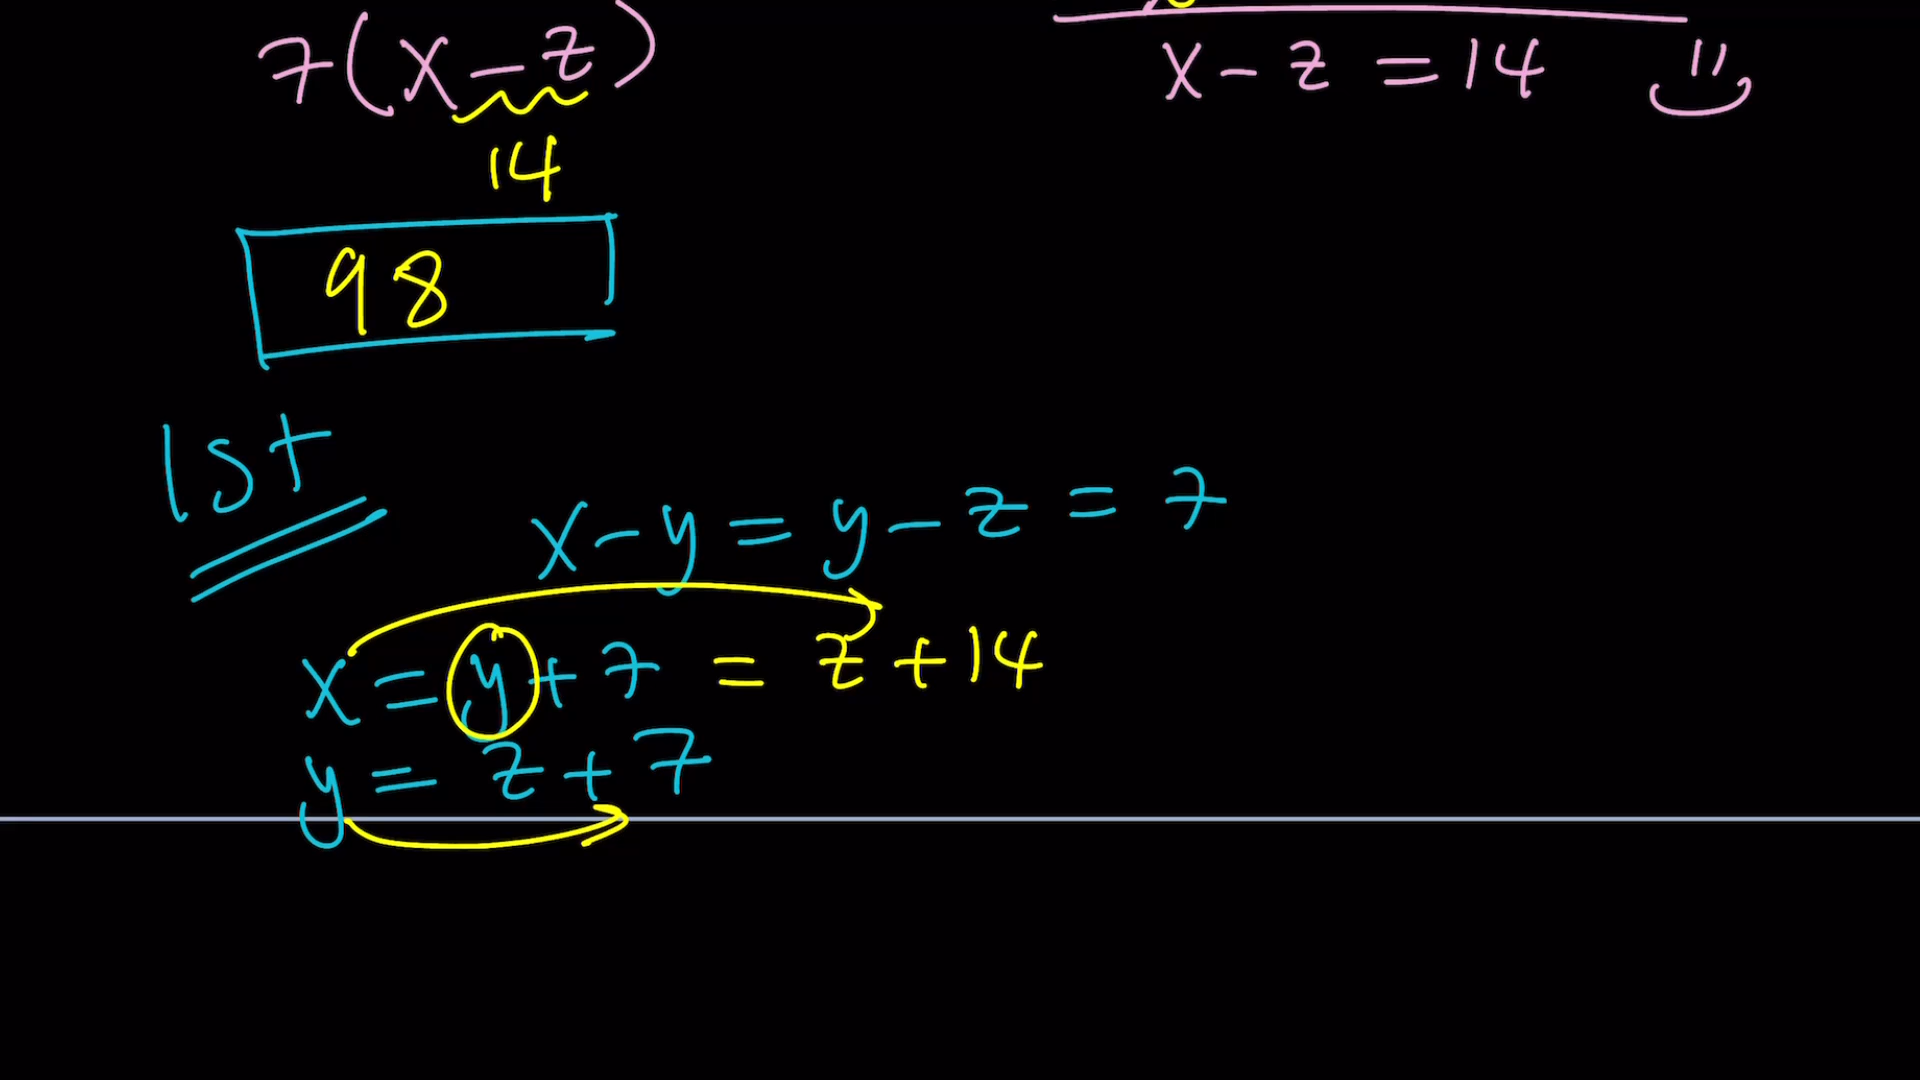 7(x-z)
x-z=14
14
98
1st
x-y=y-z=7
x=y+7=z+14
y=z+7